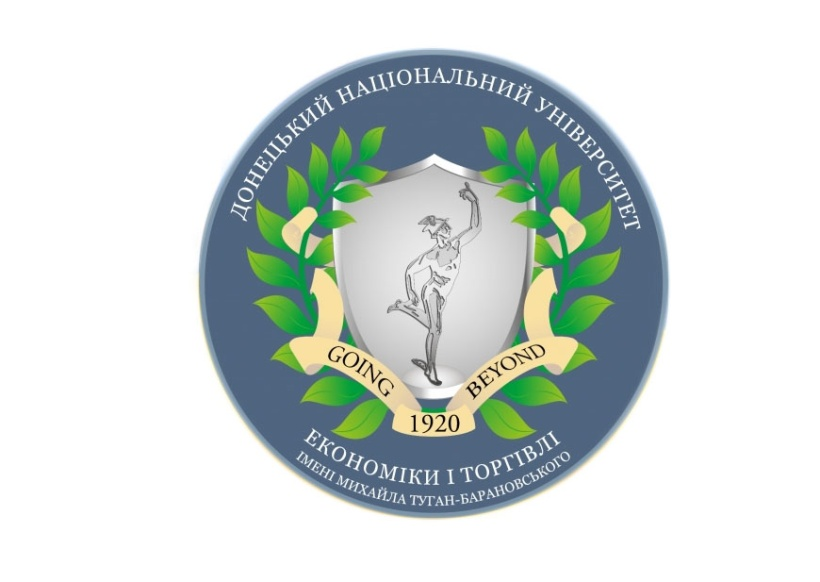 ДОНЕЦЬКИЙ НАЦІОНАЛЬНИЙ УНІВЕРСИТЕТ
GOING BEYOND
1920
ЕКОНОМІКИ І ТОРГІВЛІ
ІМЕНІ МИХАЙЛА ТУГАН-БАРАНОВСЬКОГО